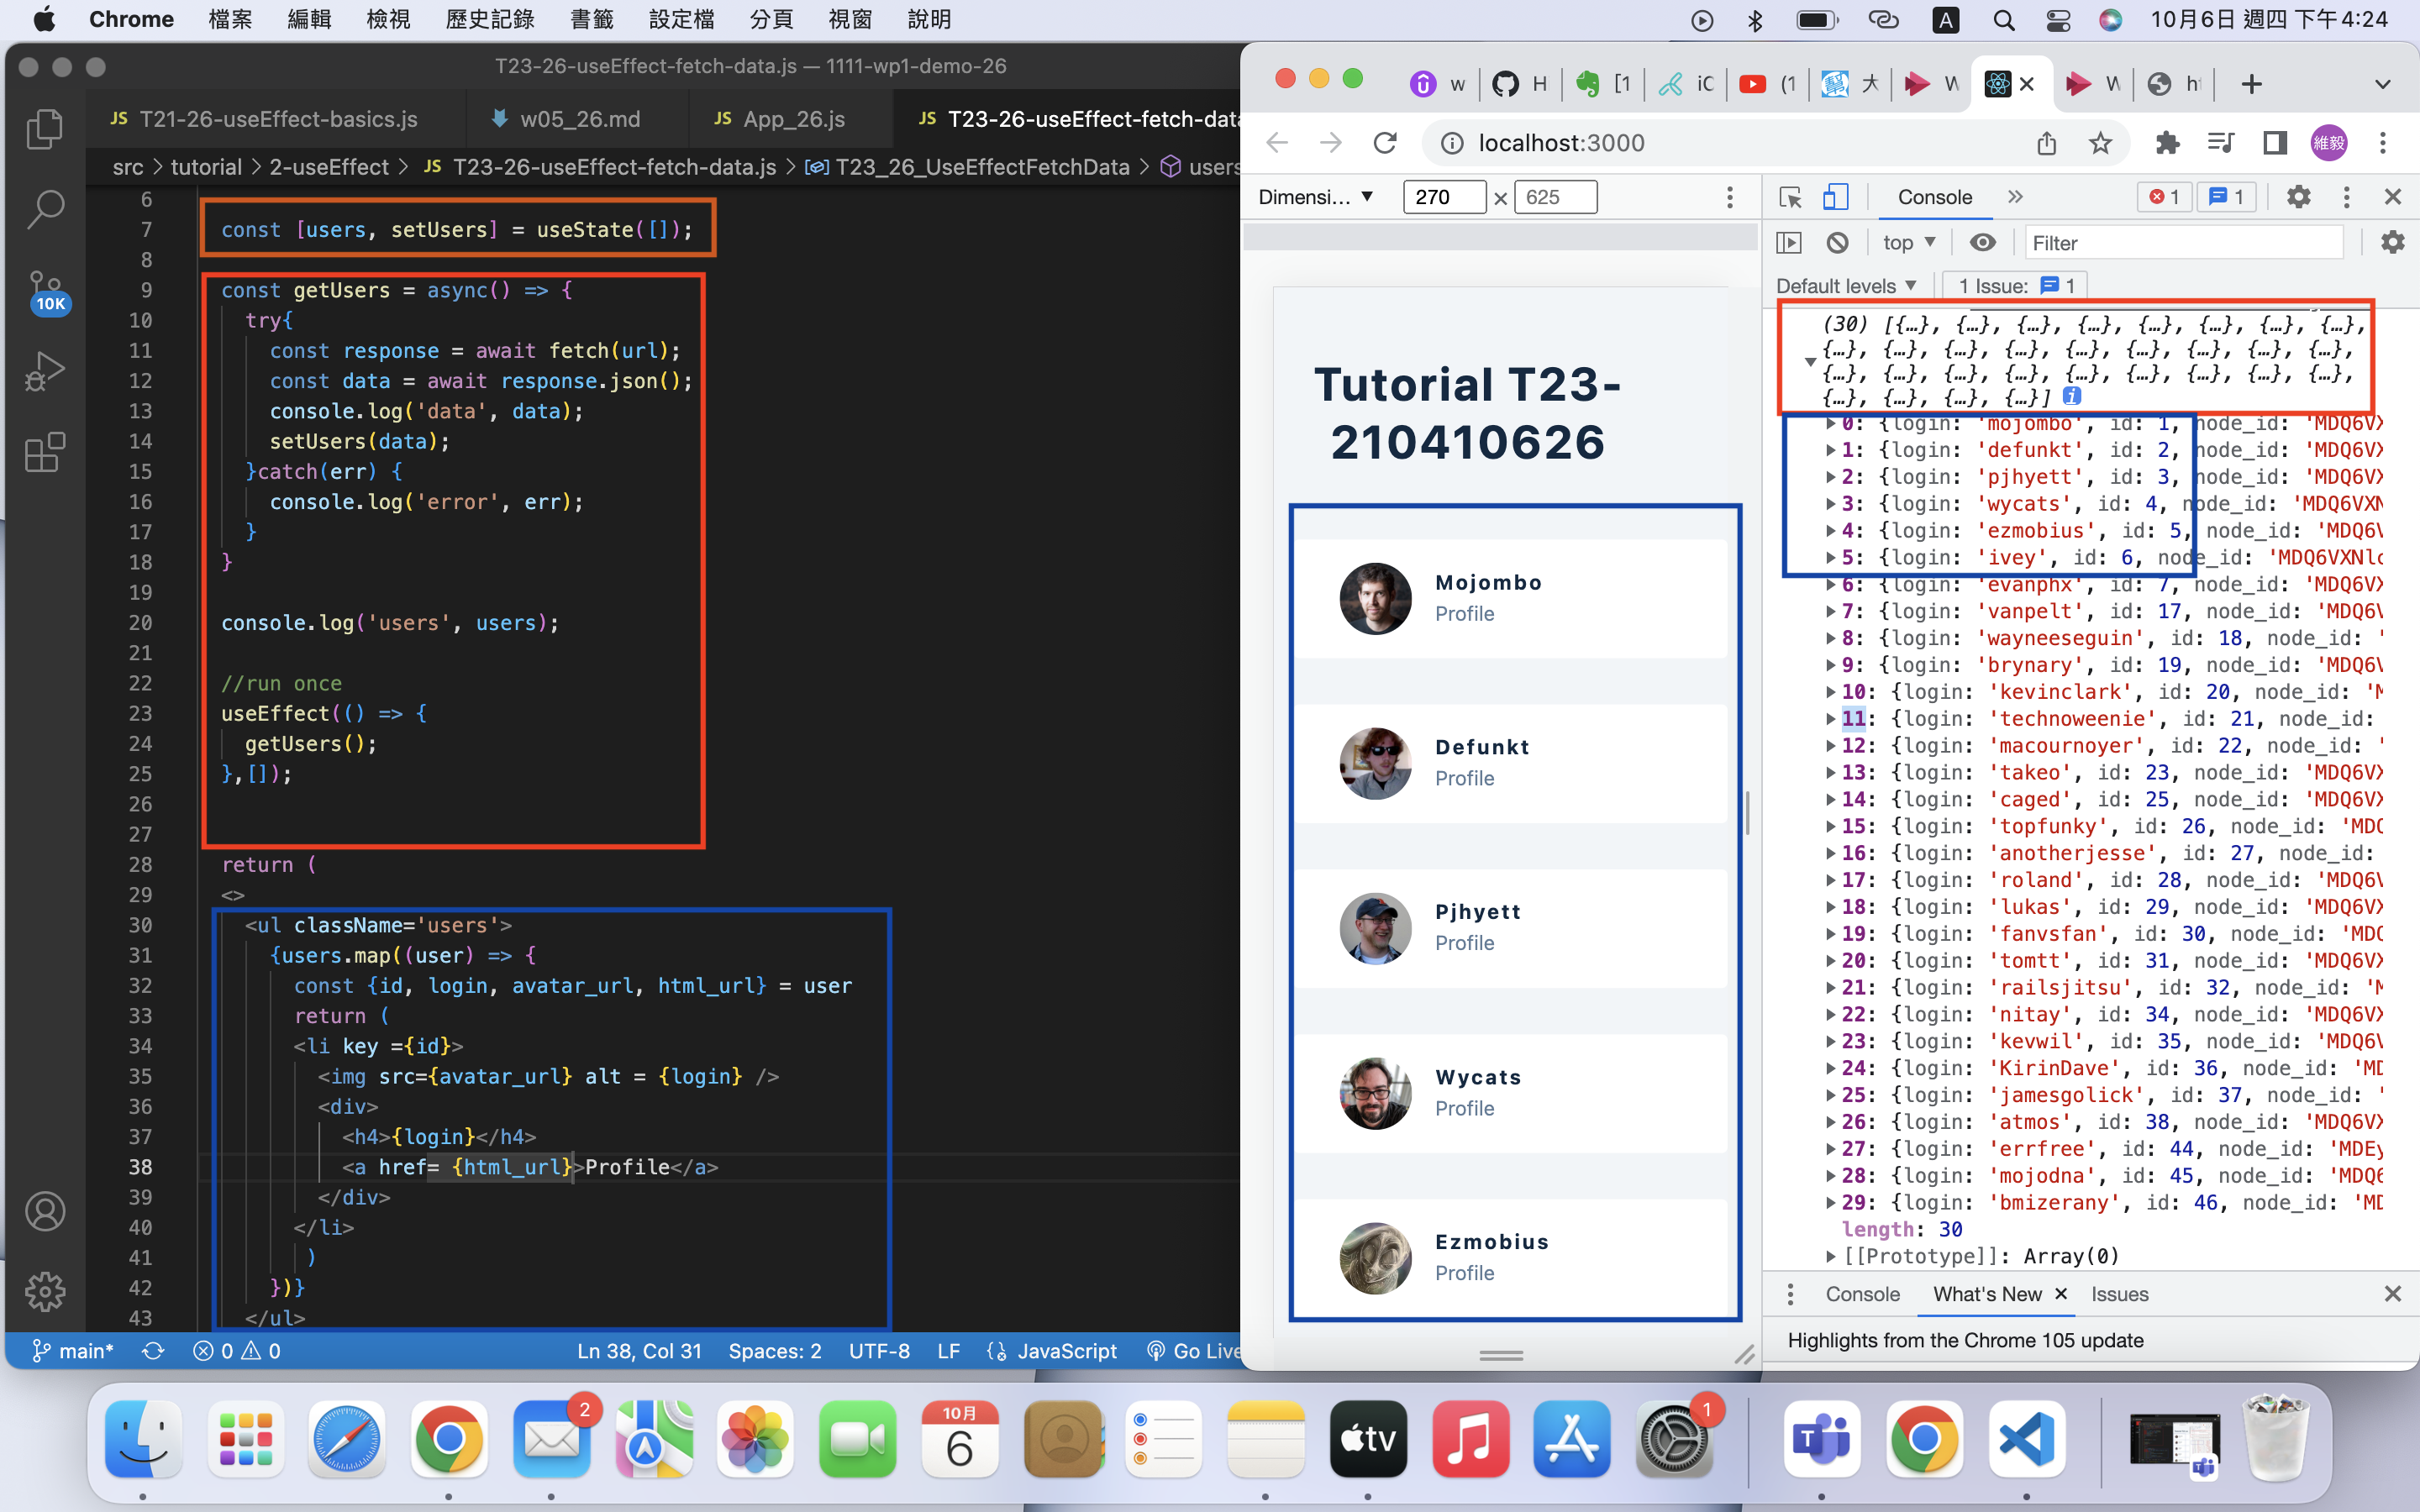 Chrome 檔案 編輯 檢視 歷史記錄 書籤 設定檔 分頁 視窗 說明
A 10月6日 週四 下午4:24
T23-26-useEffect-fetch-data.js — 1111-wp1-demo-26
JS T21-26-useEffect-basics.js w05_26.md JS App_26.js JS T23-26-useEffect-fetch-data
src > tutorial > 2-useEffect > JS T23-26-useEffect-fetch-data.js > T23_26_UseEffectFetchData > users
10K
6
7 const [users, setUsers] = useState([]);
8
9 const getUsers = async() => {
10 try{
11 const response = await fetch(url);
12 const data = await response.json();
13 console.log('data', data);
14 setUsers(data);
15 }catch(err) {
16 console.log('error', err);
17 }
18 }
19
20 console.log('users', users);
21
22 //run once
23 useEffect(() => {
24 getUsers();
25 },[]);
26
27
28 return (
29 <>
30 <ul className='users'>
31 {users.map((user) => {
32 const {id, login, avatar_url, html_url} = user
33 return (
34 <li key ={id}>
35 <img src={avatar_url} alt = {login} />
36 <div>
37 <h4>{login}</h4>
38 <a href= {html_url}>Profile</a>
39 </div>
40 </li>
41 )
42 })}
43 </ul>
main* 0 0 Ln 38, Col 31 Spaces: 2 UTF-8 LF JavaScript Go Live
w H [1 iC (1 大 W W ht
localhost:3000 維毅
Dimensi... 270 × 625
Tutorial T23-
210410626
Mojombo
Profile
Defunkt
Profile
Pjhyett
Profile
Wycats
Profile
Ezmobius
Profile
Console » 1 1
top Filter
Default levels 1 Issue: 1
(30) [{…}, {…}, {…}, {…}, {…}, {…}, {…}, {…},
{…}, {…}, {…}, {…}, {…}, {…}, {…}, {…}, {…},
{…}, {…}, {…}, {…}, {…}, {…}, {…}, {…}, {…},
{…}, {…}, {…}, {…}] i
0: {login: 'mojombo', id: 1, node_id: 'MDQ6VX
1: {login: 'defunkt', id: 2, node_id: 'MDQ6VX
2: {login: 'pjhyett', id: 3, node_id: 'MDQ6VX
3: {login: 'wycats', id: 4, node_id: 'MDQ6VXN
4: {login: 'ezmobius', id: 5, node_id: 'MDQ6V
5: {login: 'ivey', id: 6, node_id: 'MDQ6VXNlc
6: {login: 'evanphx', id: 7, node_id: 'MDQ6VX
7: {login: 'vanpelt', id: 17, node_id: 'MDQ6V
8: {login: 'wayneeseguin', id: 18, node_id: '
9: {login: 'brynary', id: 19, node_id: 'MDQ6V
10: {login: 'kevinclark', id: 20, node_id: 'M
11: {login: 'technoweenie', id: 21, node_id:
12: {login: 'macournoyer', id: 22, node_id: '
13: {login: 'takeo', id: 23, node_id: 'MDQ6VX
14: {login: 'caged', id: 25, node_id: 'MDQ6VX
15: {login: 'topfunky', id: 26, node_id: 'MDQ
16: {login: 'anotherjesse', id: 27, node_id:
17: {login: 'roland', id: 28, node_id: 'MDQ6V
18: {login: 'lukas', id: 29, node_id: 'MDQ6VX
19: {login: 'fanvsfan', id: 30, node_id: 'MDQ
20: {login: 'tomtt', id: 31, node_id: 'MDQ6VX
21: {login: 'railsjitsu', id: 32, node_id: 'M
22: {login: 'nitay', id: 34, node_id: 'MDQ6VX
23: {login: 'kevwil', id: 35, node_id: 'MDQ6V
24: {login: 'KirinDave', id: 36, node_id: 'MD
25: {login: 'jamesgolick', id: 37, node_id: '
26: {login: 'atmos', id: 38, node_id: 'MDQ6VX
27: {login: 'errfree', id: 44, node_id: 'MDEy
28: {login: 'mojodna', id: 45, node_id: 'MDQ6
29: {login: 'bmizerany', id: 46, node_id: 'MD
length: 30
[[Prototype]]: Array(0)
Console What's New Issues
Highlights from the Chrome 105 update
2 10月 6 tv 1 T